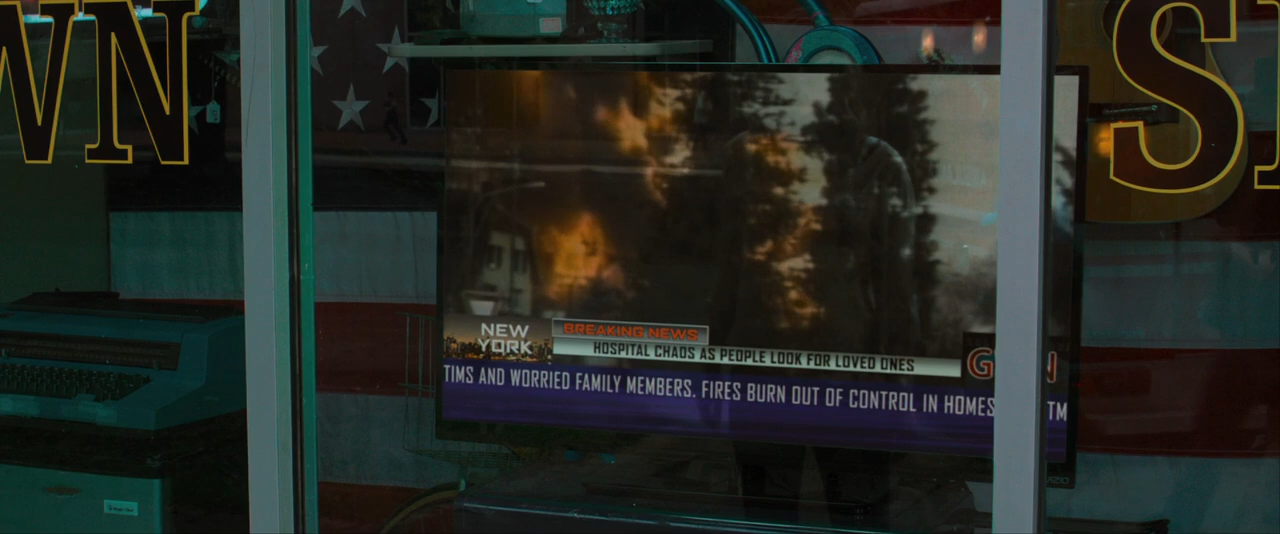 WN
S
NEW
YORK
BREAKING NEWS
HOSPITAL CHAOS AS PEOPLE LOOK FOR LOVED ONES
G N
TIMS AND WORRIED FAMILY MEMBERS. FIRES BURN OUT OF CONTROL IN HOMES TM